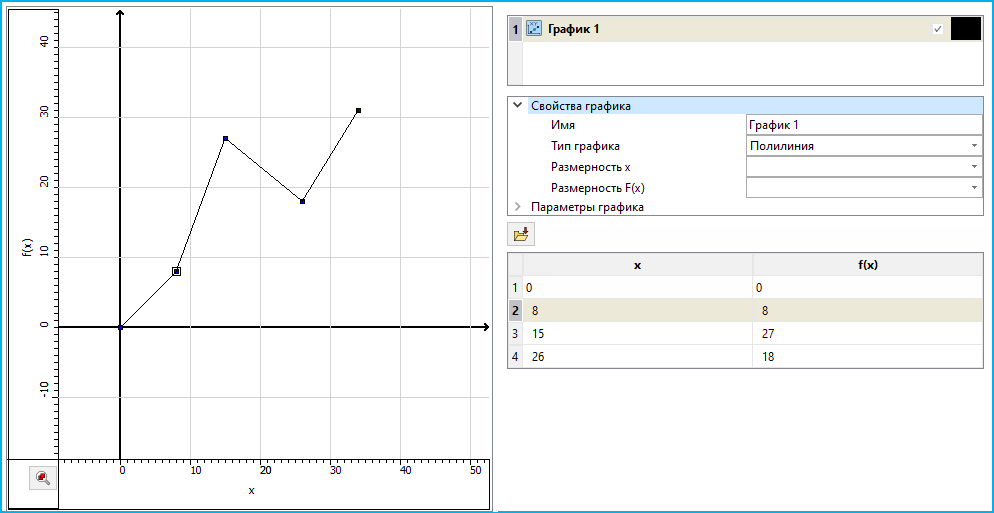 40
30
20
10
0
-10
f(x)
0 10 20 30 40 50
x
1 График 1
Свойства графика
Имя График 1
Тип графика Полилиния
Размерность x
Размерность F(x)
Параметры графика
x f(x)
1 0 0
2 8 8
3 15 27
4 26 18